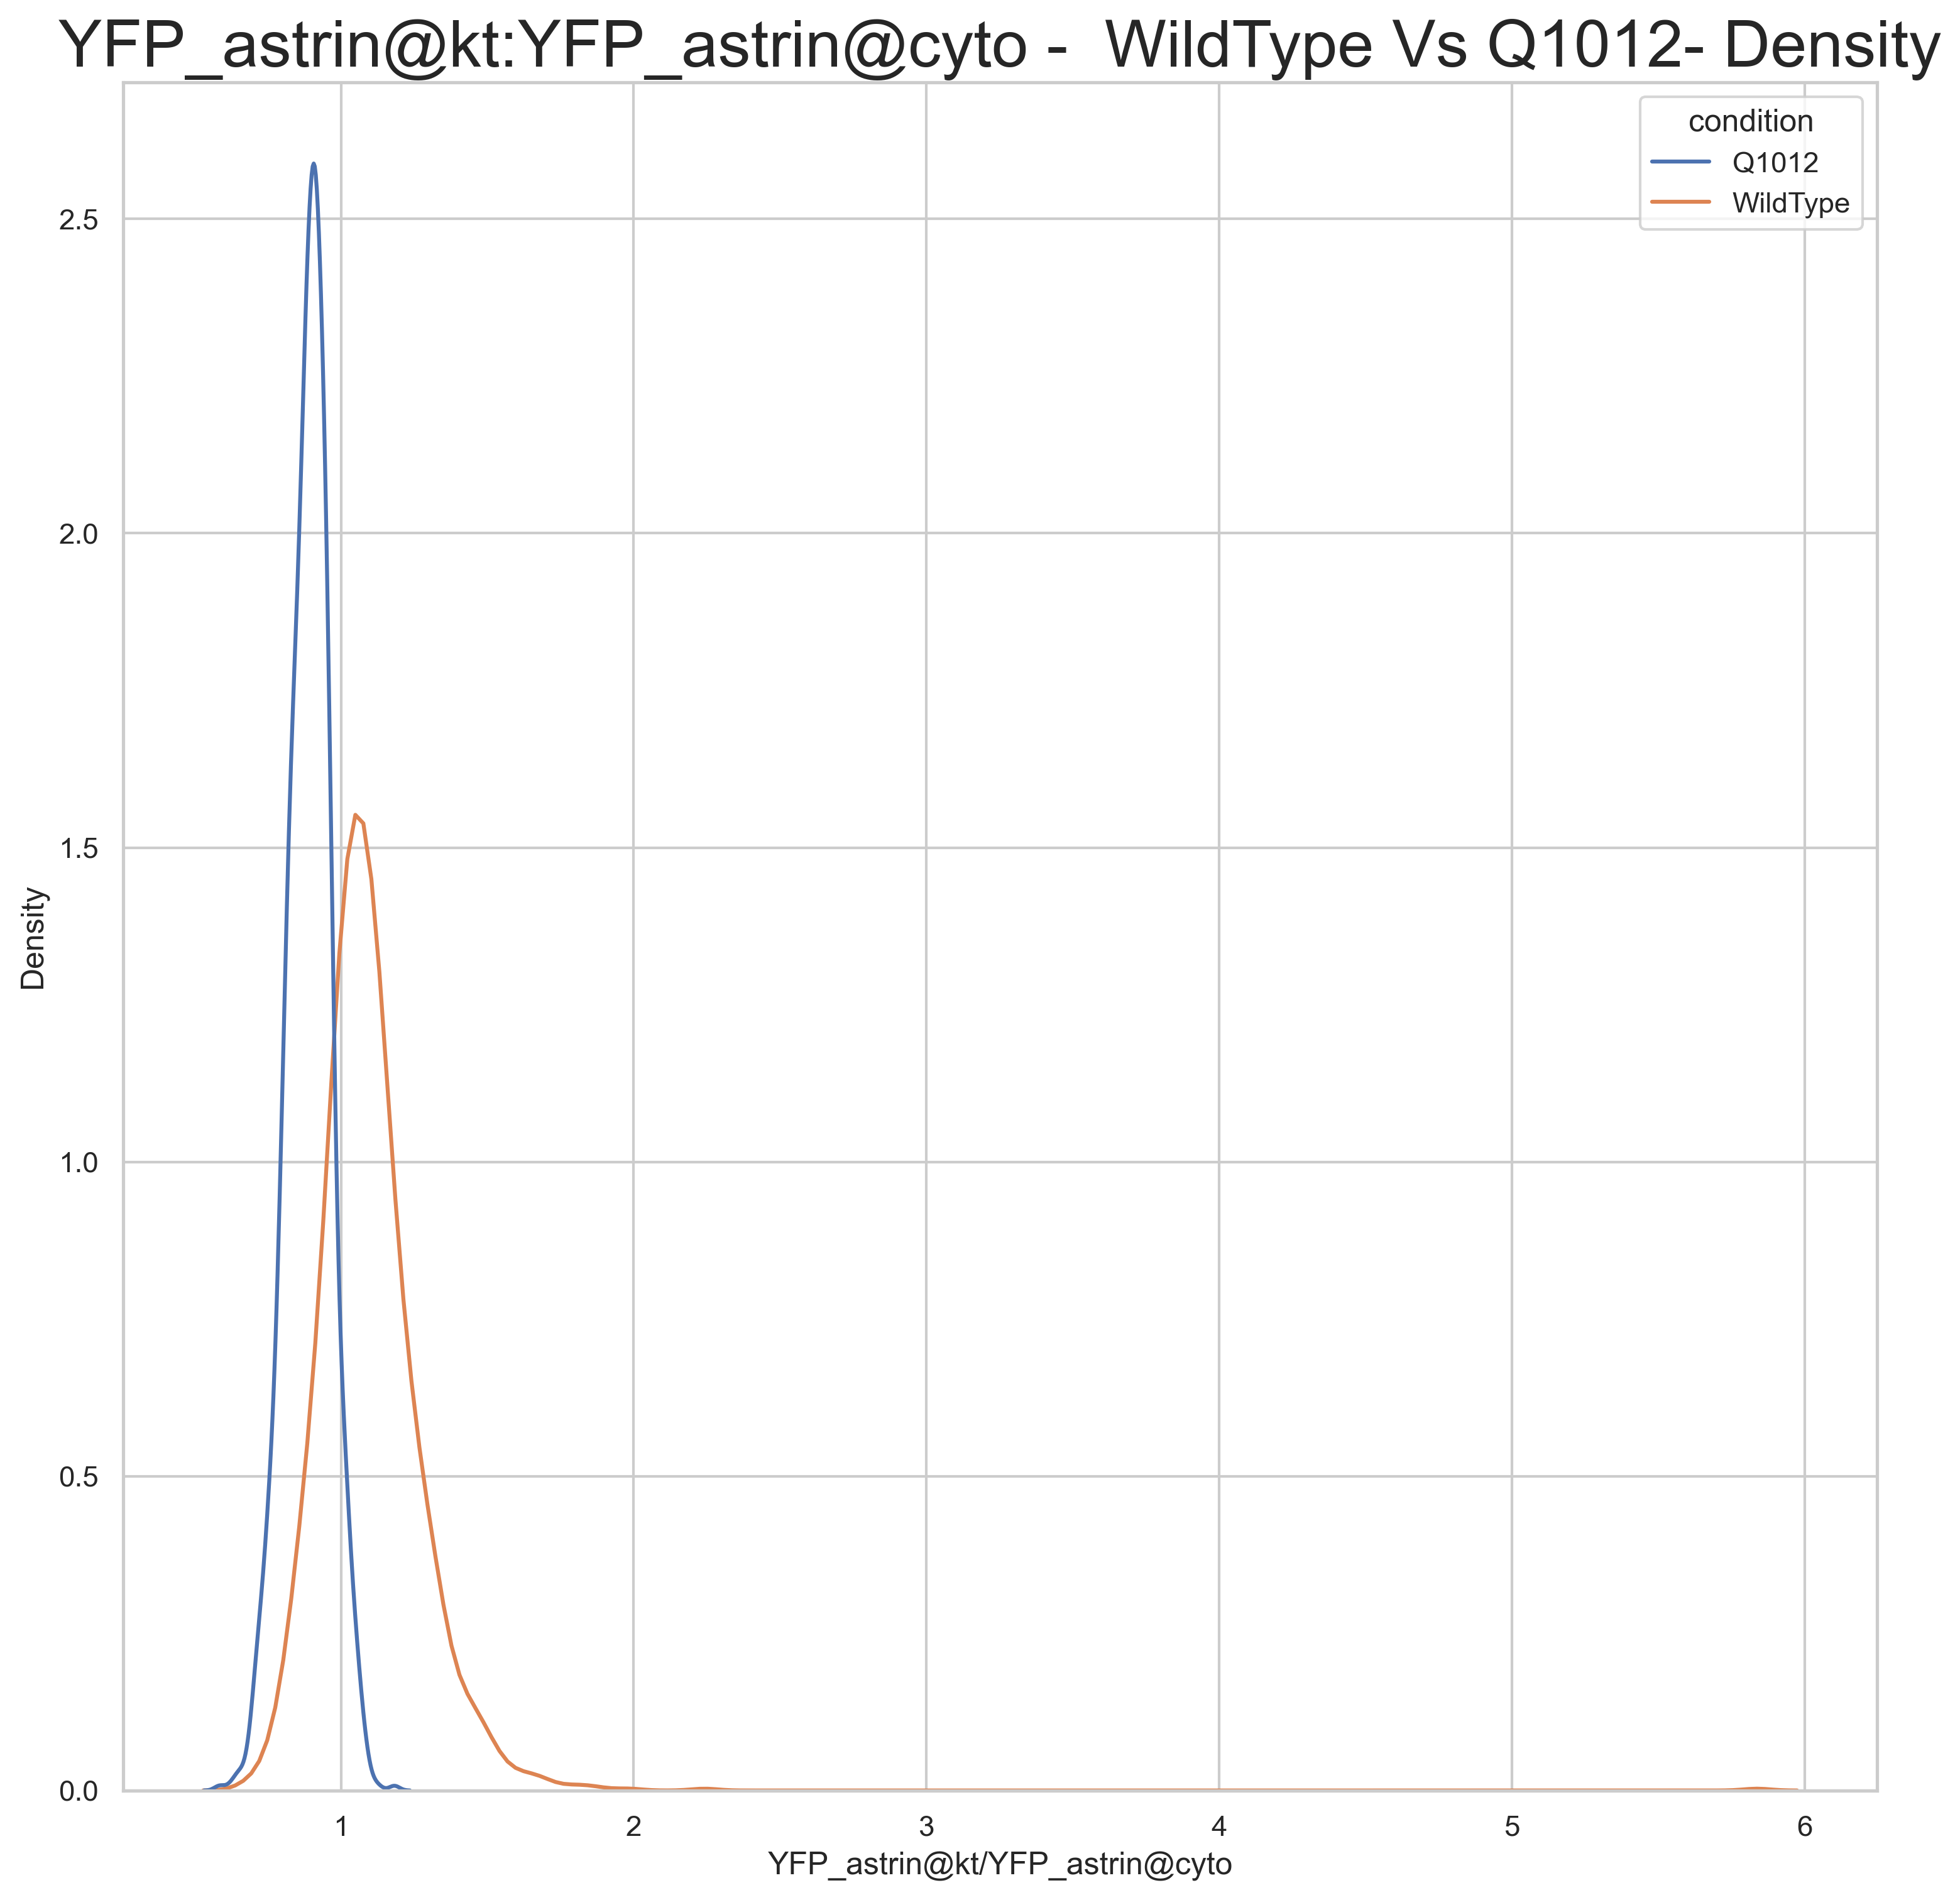 YFP_astrin@kt:YFP_astrin@cyto -  WildType Vs Q1012- Density
condition
Q1012
WildType
2.5
2.0
1.5
1.0
0.5
0.0
Density
1 2 3 4 5 6
YFP_astrin@kt/YFP_astrin@cyto